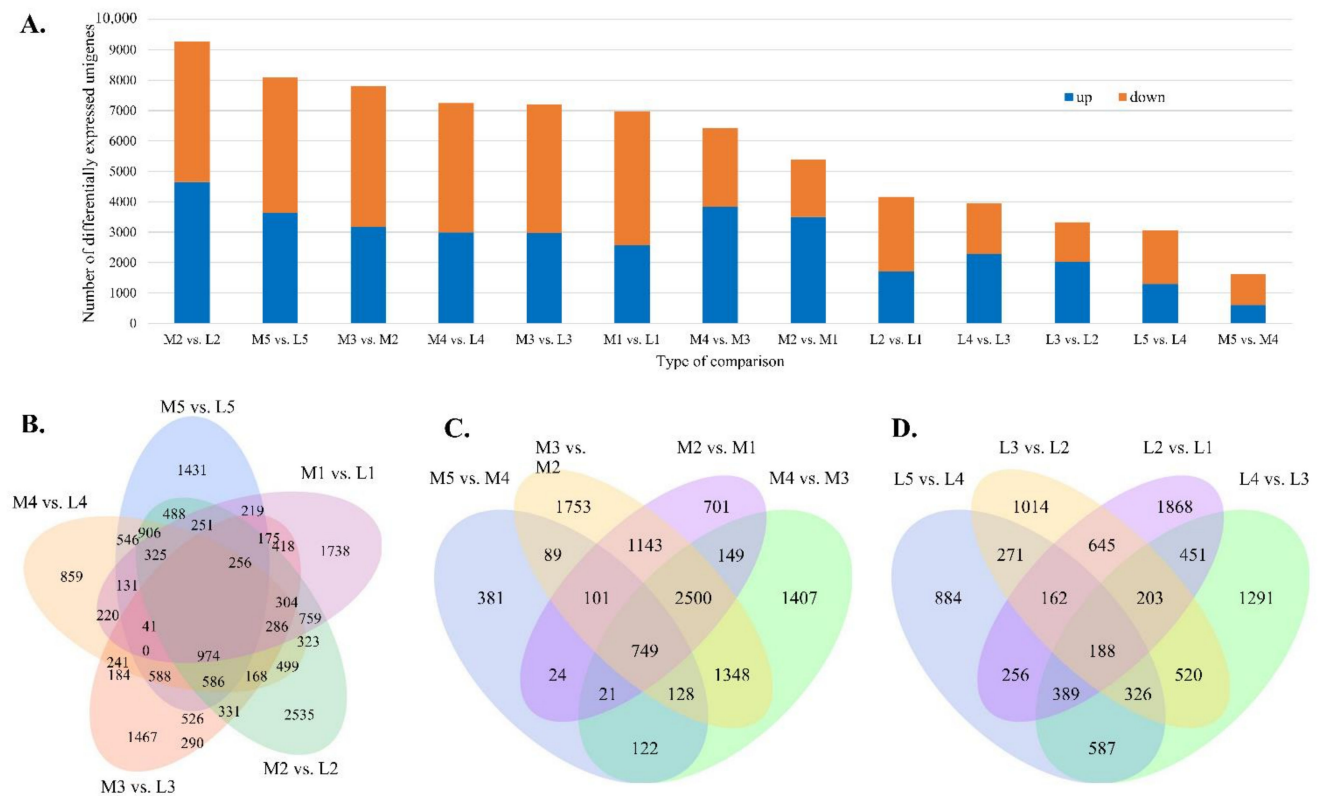 A.
Number of differentially expressed unigenes
10,000
9000
8000
7000
6000
5000
4000
3000
2000
1000
0
up
down
M2 vs. L2
M5 vs. L5
M3 vs. M2
M4 vs. L4
M3 vs. L3
M1 vs. L1
M4 vs. M3
M2 vs. M1
L2 vs. L1
L4 vs. L3
L3 vs. L2
L5 vs. L4
M5 vs. M4
Type of comparison
B.
M5 vs. L5
M1 vs. L1
M4 vs. L4
M3 vs. L3
M2 vs. L2
1431
488
219
251
906
546
325
175
418
1738
256
859
131
220
304
759
286
323
41
0
974
241
184
588
586
168
499
526
331
2535
1467
290
C.
M5 vs. M4
M3 vs.
M2
M2 vs. M1
M4 vs. M3
1753
701
89
1143
149
381
101
2500
1407
749
24
21
128
1348
122
D.
L5 vs. L4
L3 vs. L2
L2 vs. L1
L4 vs. L3
1014
1868
271
645
451
884
162
203
1291
188
256
389
326
520
587